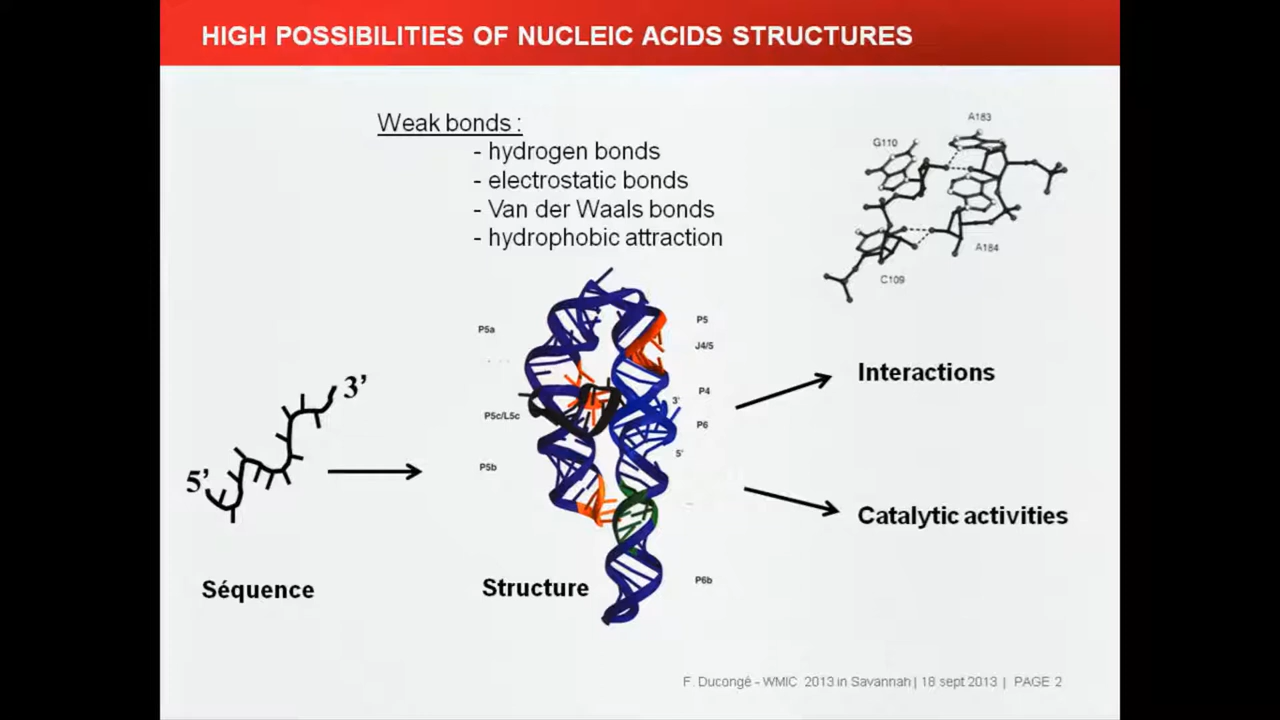 HIGH POSSIBILITIES OF NUCLEIC ACIDS STRUCTURES
Weak bonds :
- hydrogen bonds
- electrostatic bonds
- Van der Waals bonds
- hydrophobic attraction
A183
G110
A184
C109
P5a
P5
J4/5
P4
3'
P5c/L5c
P6
5'
P5b
P6b
5'
3'
Séquence
Structure
Interactions
Catalytic activities
F. Ducongé - WMIC 2013 in Savannah | 18 sept 2013 | PAGE 2